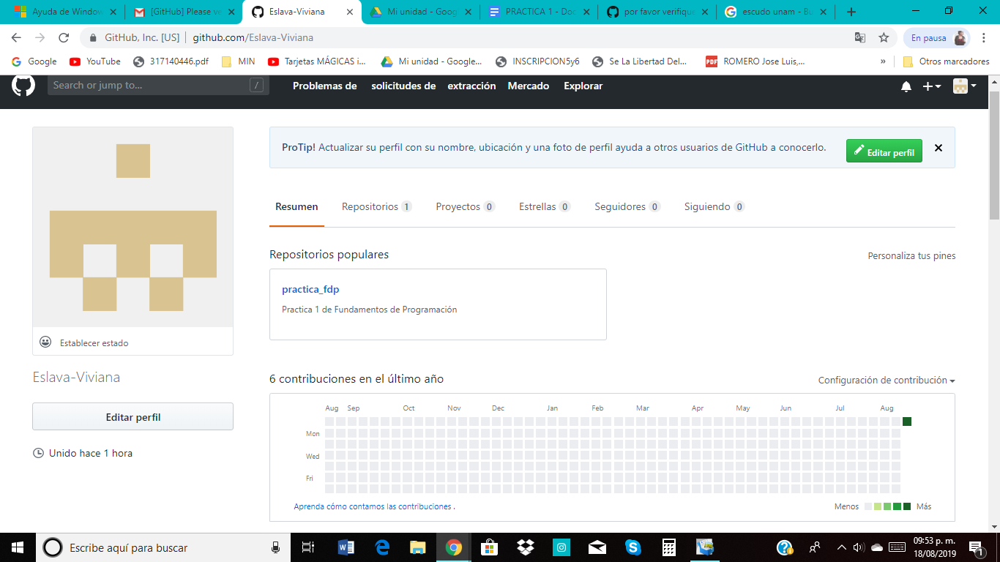 Ayuda de Window
[GitHub] Please ve
Eslava-Viviana
Mi unidad - Goog
PRACTICA 1 - Doc
por favor verifique
escudo unam - Bu
GitHub, Inc. [US] | github.com/Eslava-Viviana
En pausa
Google
YouTube
317140446.pdf
MIN
Tarjetas MÁGICAS i...
Mi unidad - Google...
INSCRIPCION5y6
Se La Libertad Del...
PDF
ROMERO Jose Luis,...
»
Otros marcadores
Search or jump to...
/
Problemas de solicitudes de extracción Mercado Explorar
ProTip! Actualizar su perfil con su nombre, ubicación y una foto de perfil ayuda a otros usuarios de GitHub a conocerlo.
Editar perfil
Resumen
Repositorios 1
Proyectos 0
Estrellas 0
Seguidores 0
Siguiendo 0
Repositorios populares
Personaliza tus pines
practica_fdp
Practica 1 de Fundamentos de Programación
Establecer estado
Eslava-Viviana
Editar perfil
Unido hace 1 hora
6 contribuciones en el último año
Configuración de contribución
Aug Sep Oct Nov Dec Jan Feb Mar Apr May Jun Jul Aug
Mon
Wed
Fri
Aprenda cómo contamos las contribuciones .
Menos
Más
Escribe aquí para buscar
09:53 p. m.
18/08/2019
1